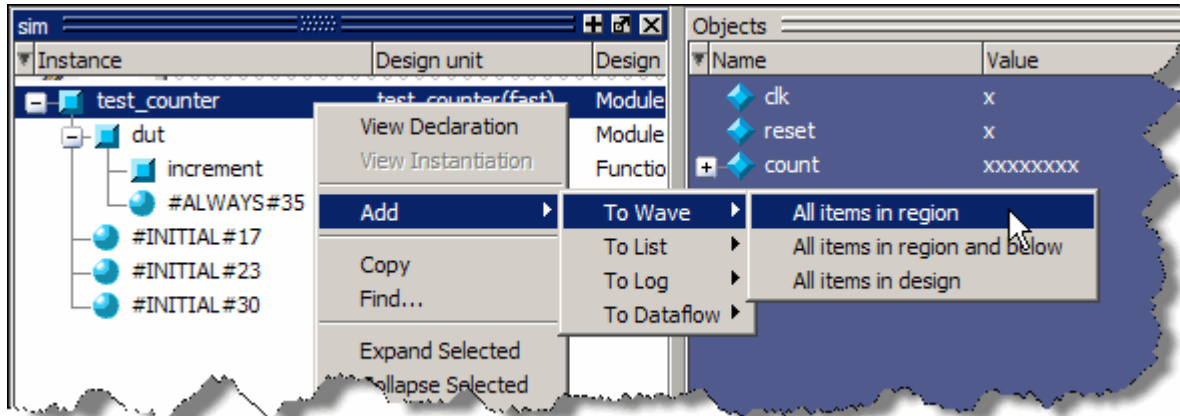 sim
Objects
Instance Design unit Design
Name Value
test_counter test_counter(fast) Module
clk x
dut Module
reset x
increment Functio
count xxxxxxxx
#ALWAYS#35
#INITIAL#17
#INITIAL#23
#INITIAL#30
View Declaration
View Instantiation
Add
Copy
Find...
Expand Selected
Collapse Selected
To Wave
To List
To Log
To Dataflow
All items in region
All items in region and below
All items in design